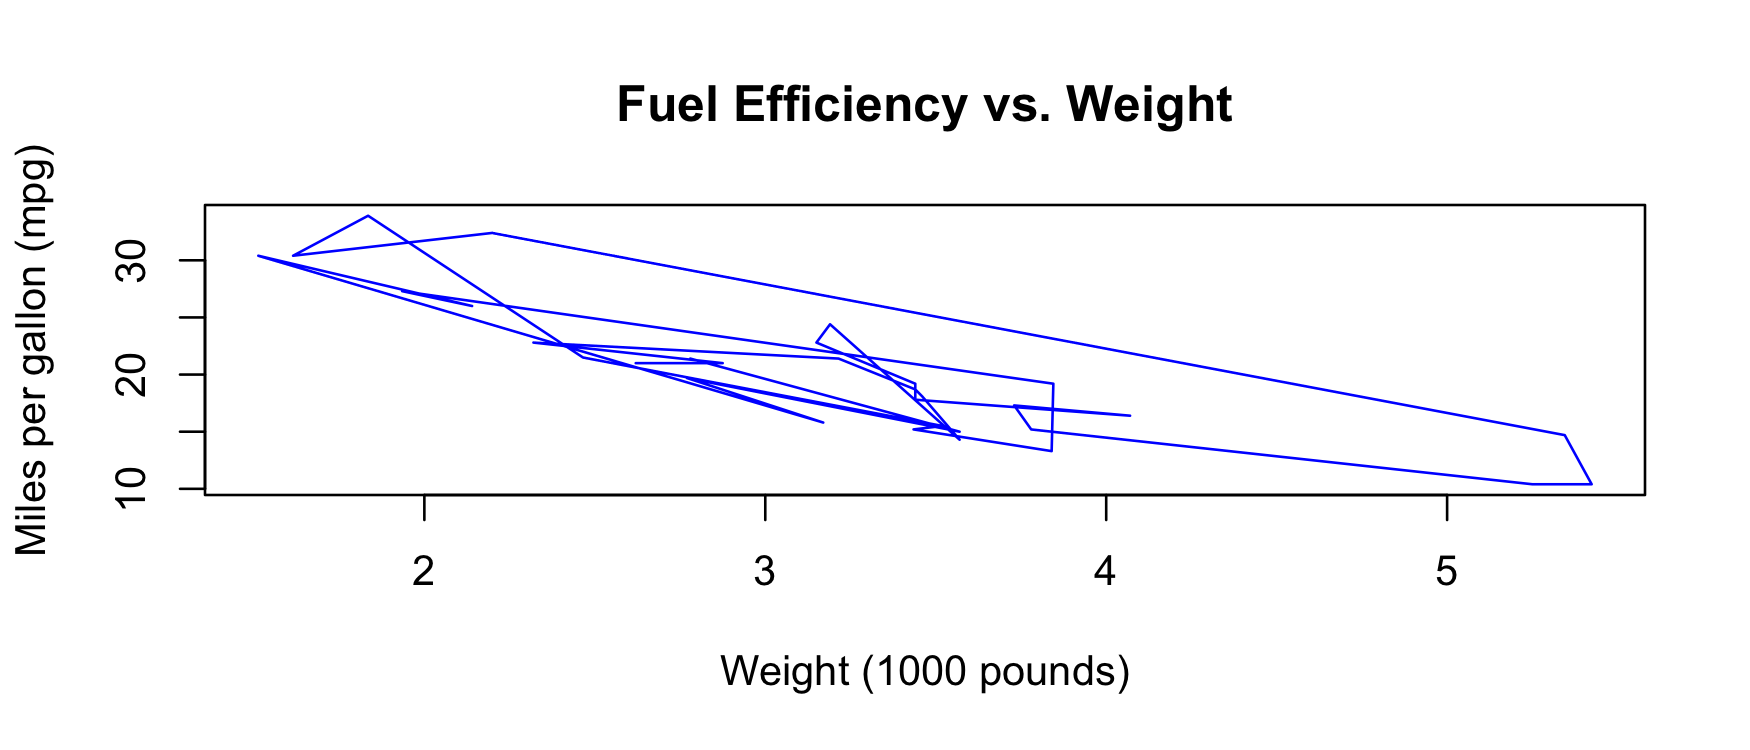 Fuel Efficiency vs. Weight
Miles per gallon (mpg)
30
20
10
2 3 4 5
Weight (1000 pounds)